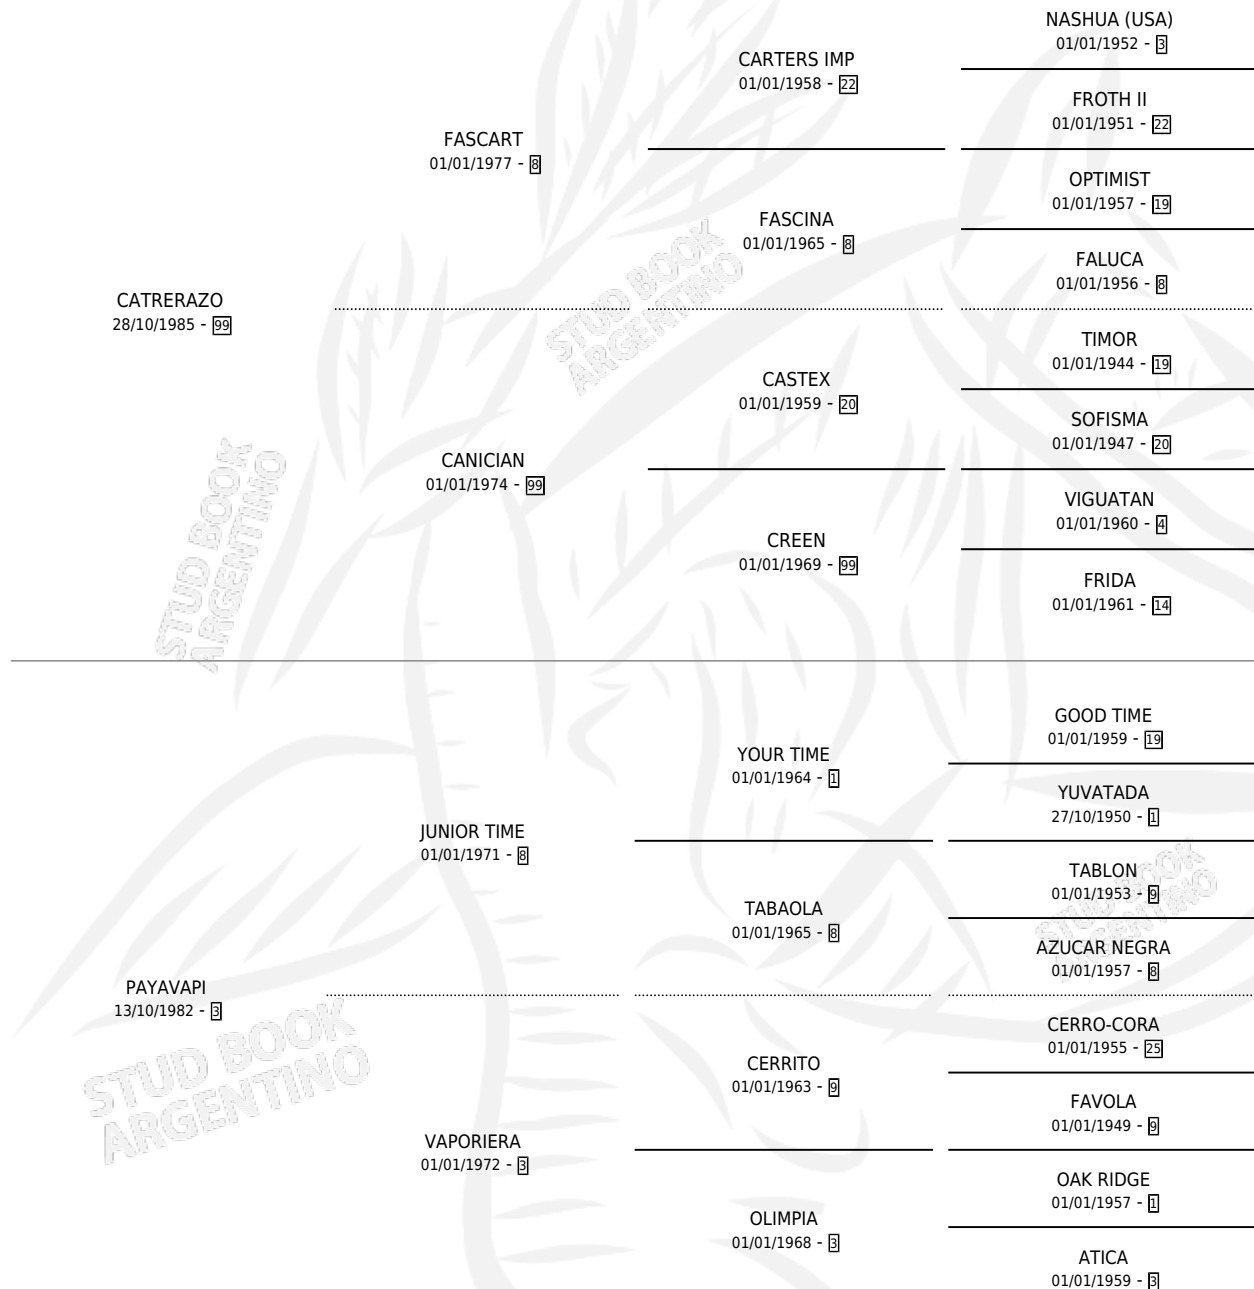 NASHUA (USA)
01/01/1952 - 3
CARTERS IMP
01/01/1958 - 22
FROTH II
01/01/1951 - 22
FASCART
01/01/1977 - 8
OPTIMIST
01/01/1957 - 19
FASCINA
01/01/1965 - 8
FALUCA
01/01/1956 - 8
CATRERAZO
28/10/1985 - 99
TIMOR
01/01/1944 - 19
CASTEX
01/01/1959 - 20
SOFISMA
01/01/1947 - 20
CANICIAN
01/01/1974 - 99
VIGUATAN
01/01/1960 - 4
CREEN
01/01/1969 - 99
FRIDA
01/01/1961 - 14
GOOD TIME
01/01/1959 - 19
YOUR TIME
01/01/1964 - 1
YUVATADA
27/10/1950 - 1
JUNIOR TIME
01/01/1971 - 8
TABLON
01/01/1953 - 9
TABAOLA
01/01/1965 - 8
AZUCAR NEGRA
01/01/1957 - 8
PAYAVAPI
13/10/1982 - 3
CERRO-CORA
01/01/1955 - 25
CERRITO
01/01/1963 - 9
FAVOLA
01/01/1949 - 9
VAPORIERA
01/01/1972 - 3
OAK RIDGE
01/01/1957 - 1
OLIMPIA
01/01/1968 - 3
ATICA
01/01/1959 - 3
STUD BOOK
ARGENTINO
STUD BOOK
ARGENTINO
STUD BOOK
ARGENTINO
STUD BOOK
ARGENTINO